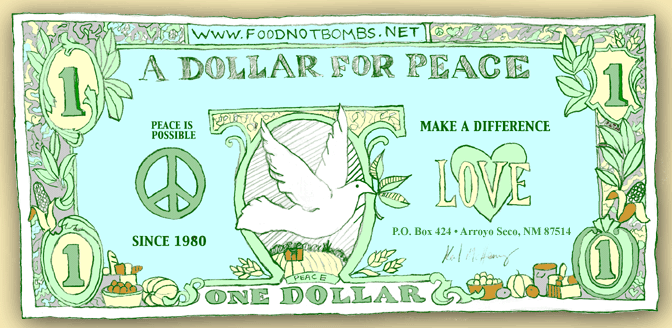 WWW.FOODNOTBOMBS.NET
A DOLLAR FOR PEACE
1
1
PEACE IS
POSSIBLE
MAKE A DIFFERENCE
LOVE
SINCE 1980
P.O. Box 424 • Arroyo Seco, NM 87514
1
PEACE
1
ONE DOLLAR